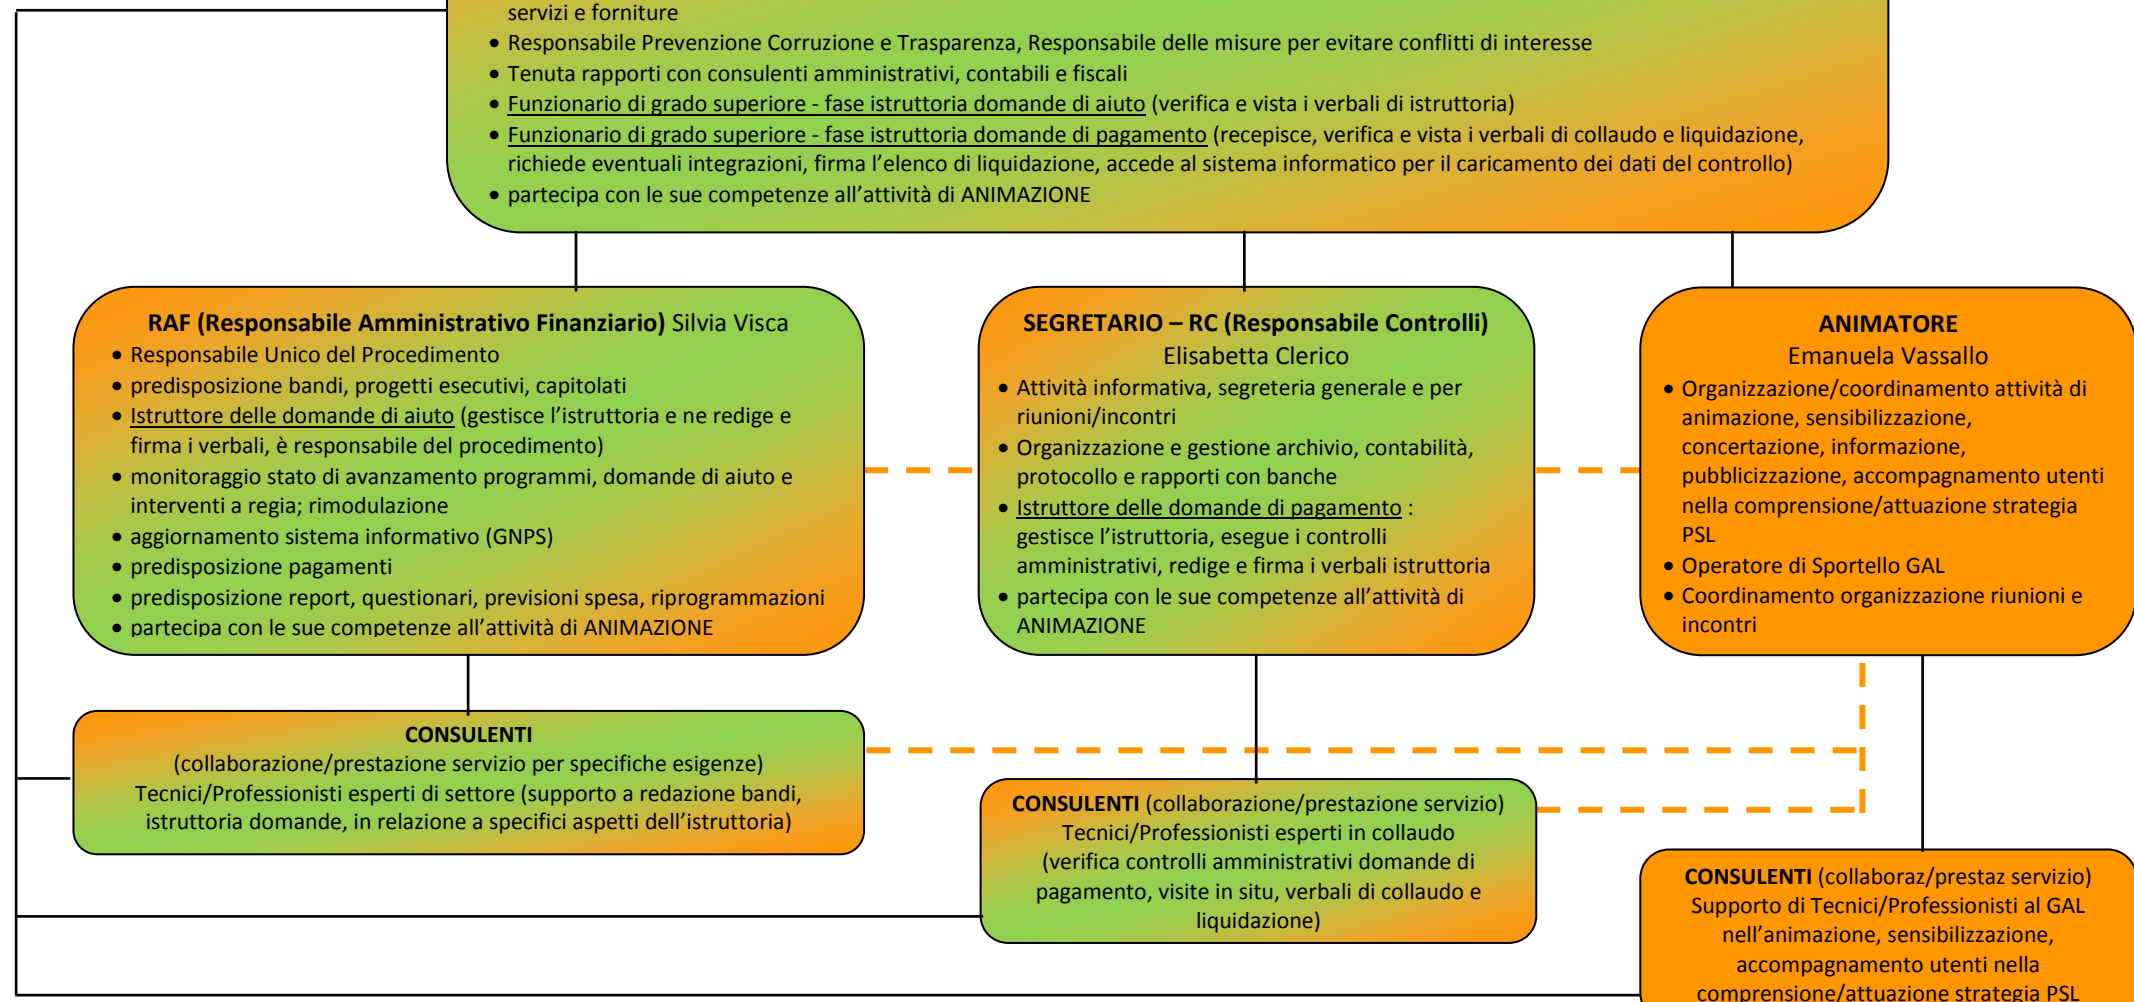 servizi e forniture
• Responsabile Prevenzione Corruzione e Trasparenza, Responsabile delle misure per evitare conflitti di interesse
• Tenuta rapporti con consulenti amministrativi, contabili e fiscali
• Funzionario di grado superiore - fase istruttoria domande di aiuto (verifica e vista i verbali di istruttoria)
• Funzionario di grado superiore - fase istruttoria domande di pagamento (recepisce, verifica e vista i verbali di collaudo e liquidazione,
richiede eventuali integrazioni, firma l'elenco di liquidazione, accede al sistema informatico per il caricamento dei dati del controllo)
• partecipa con le sue competenze all'attività di ANIMAZIONE
RAF (Responsabile Amministrativo Finanziario) Silvia Visca
• Responsabile Unico del Procedimento
• predisposizione bandi, progetti esecutivi, capitolati
• Istruttore delle domande di aiuto (gestisce l'istruttoria e ne redige e
firma i verbali, è responsabile del procedimento)
• monitoraggio stato di avanzamento programmi, domande di aiuto e
interventi a regia; rimodulazione
• aggiornamento sistema informativo (GNPS)
• predisposizione pagamenti
• predisposizione report, questionari, previsioni spesa, riprogrammazioni
• partecipa con le sue competenze all'attività di ANIMAZIONE
SEGRETARIO – RC (Responsabile Controlli)
Elisabetta Clerico
• Attività informativa, segreteria generale e per
riunioni/incontri
• Organizzazione e gestione archivio, contabilità,
protocollo e rapporti con banche
• Istruttore delle domande di pagamento :
gestisce l'istruttoria, esegue i controlli
amministrativi, redige e firma i verbali istruttoria
• partecipa con le sue competenze all'attività di
ANIMAZIONE
ANIMATORE
Emanuela Vassallo
• Organizzazione/coordinamento attività di
animazione, sensibilizzazione,
concertazione, informazione,
pubblicizzazione, accompagnamento utenti
nella comprensione/attuazione strategia
PSL
• Operatore di Sportello GAL
• Coordinamento organizzazione riunioni e
incontri
CONSULENTI
(collaborazione/prestazione servizio per specifiche esigenze)
Tecnici/Professionisti esperti di settore (supporto a redazione bandi,
istruttoria domande, in relazione a specifici aspetti dell'istruttoria)
CONSULENTI (collaborazione/prestazione servizio)
Tecnici/Professionisti esperti in collaudo
(verifica controlli amministrativi domande di
pagamento, visite in situ, verbali di collaudo e
liquidazione)
CONSULENTI (collaboraz/prestaz servizio)
Supporto di Tecnici/Professionisti al GAL
nell'animazione, sensibilizzazione,
accompagnamento utenti nella
comprensione/attuazione strategia PSL